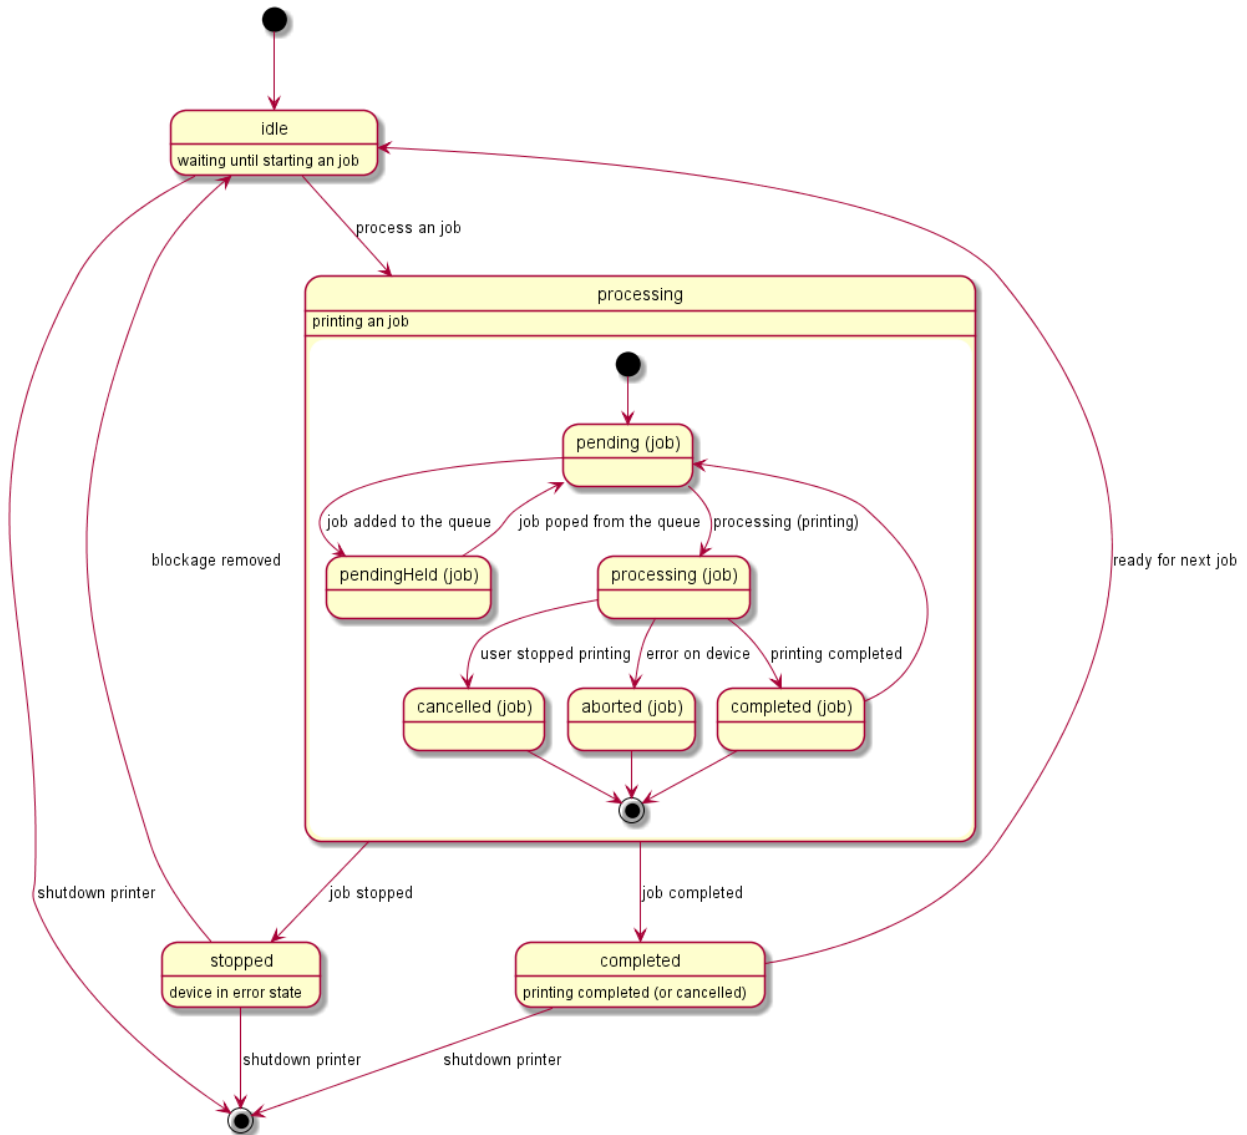 idle
waiting until starting an job
process an job
processing
printing an job
pending (job)
job added to the queue
job poped from the queue
processing (printing)
blockage removed
ready for next job
pendingHeld (job)
processing (job)
user stopped printing
error on device
printing completed
cancelled (job)
aborted (job)
completed (job)
shutdown printer
job stopped
job completed
stopped
device in error state
completed
printing completed (or cancelled)
shutdown printer
shutdown printer